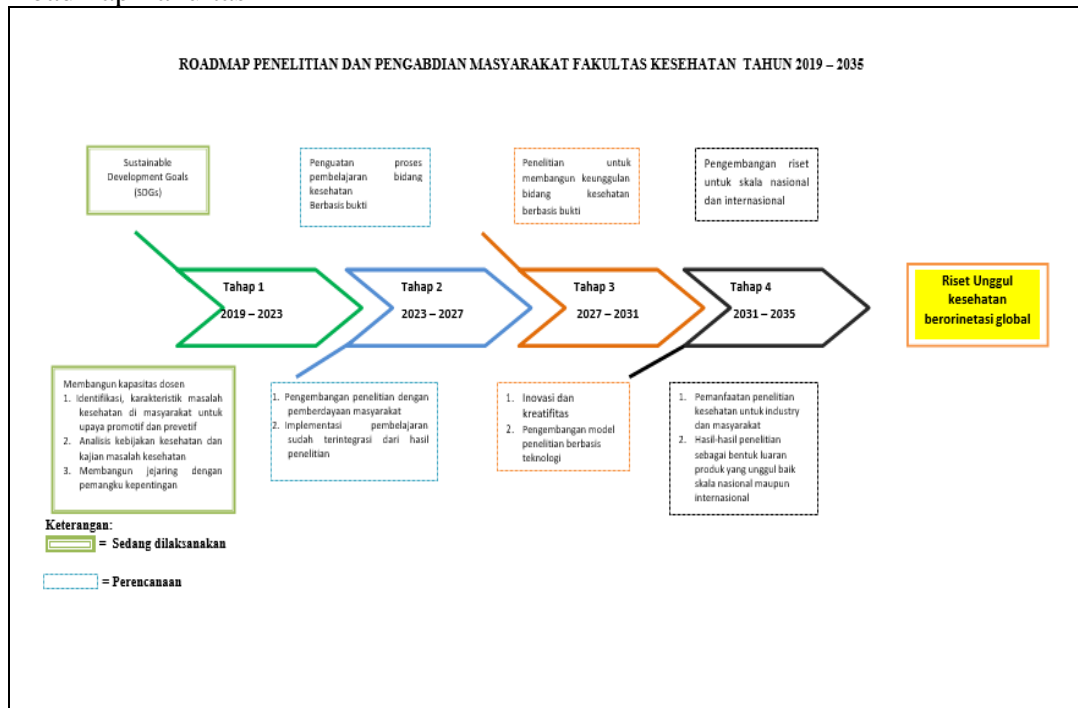 ROADMAP PENELITIAN DAN PENGABDIAN MASYARAKAT FAKULTAS KESEHATAN TAHUN 2019 – 2035
Sustainable
Development Goals
(SDGs)
Penguatan proses
pembelajaran bidang
kesehatan
Berbasis bukti
Penelitian untuk
membangun keunggulan
bidang kesehatan
berbasis bukti
Pengembangan riset
untuk skala nasional
dan internasional
Tahap 1
2019 – 2023
Tahap 2
2023 – 2027
Tahap 3
2027 – 2031
Tahap 4
2031 – 2035
Riset Unggul
kesehatan
berorinetasi global
Membangun kapasitas dosen
1. Identifikasi, karakteristik masalah
kesehatan di masyarakat untuk
upaya promotif dan prevetif
2. Analisis kebijakan kesehatan dan
kajian masalah kesehatan
3. Membangun jejaring dengan
pemangku kepentingan
1. Pengembangan penelitian dengan
pemberdayaan masyarakat
2. Implementasi pembelajaran
sudah terintegrasi dari hasil
penelitian
1. Inovasi dan
kreatifitas
2. Pengembangan model
penelitian berbasis
teknologi
1. Pemanfaatan penelitian
kesehatan untuk industry
dan masyarakat
2. Hasil-hasil penelitian
sebagai bentuk luaran
produk yang unggul baik
skala nasional maupun
internasional
Keterangan:
= Sedang dilaksanakan
= Perencanaan